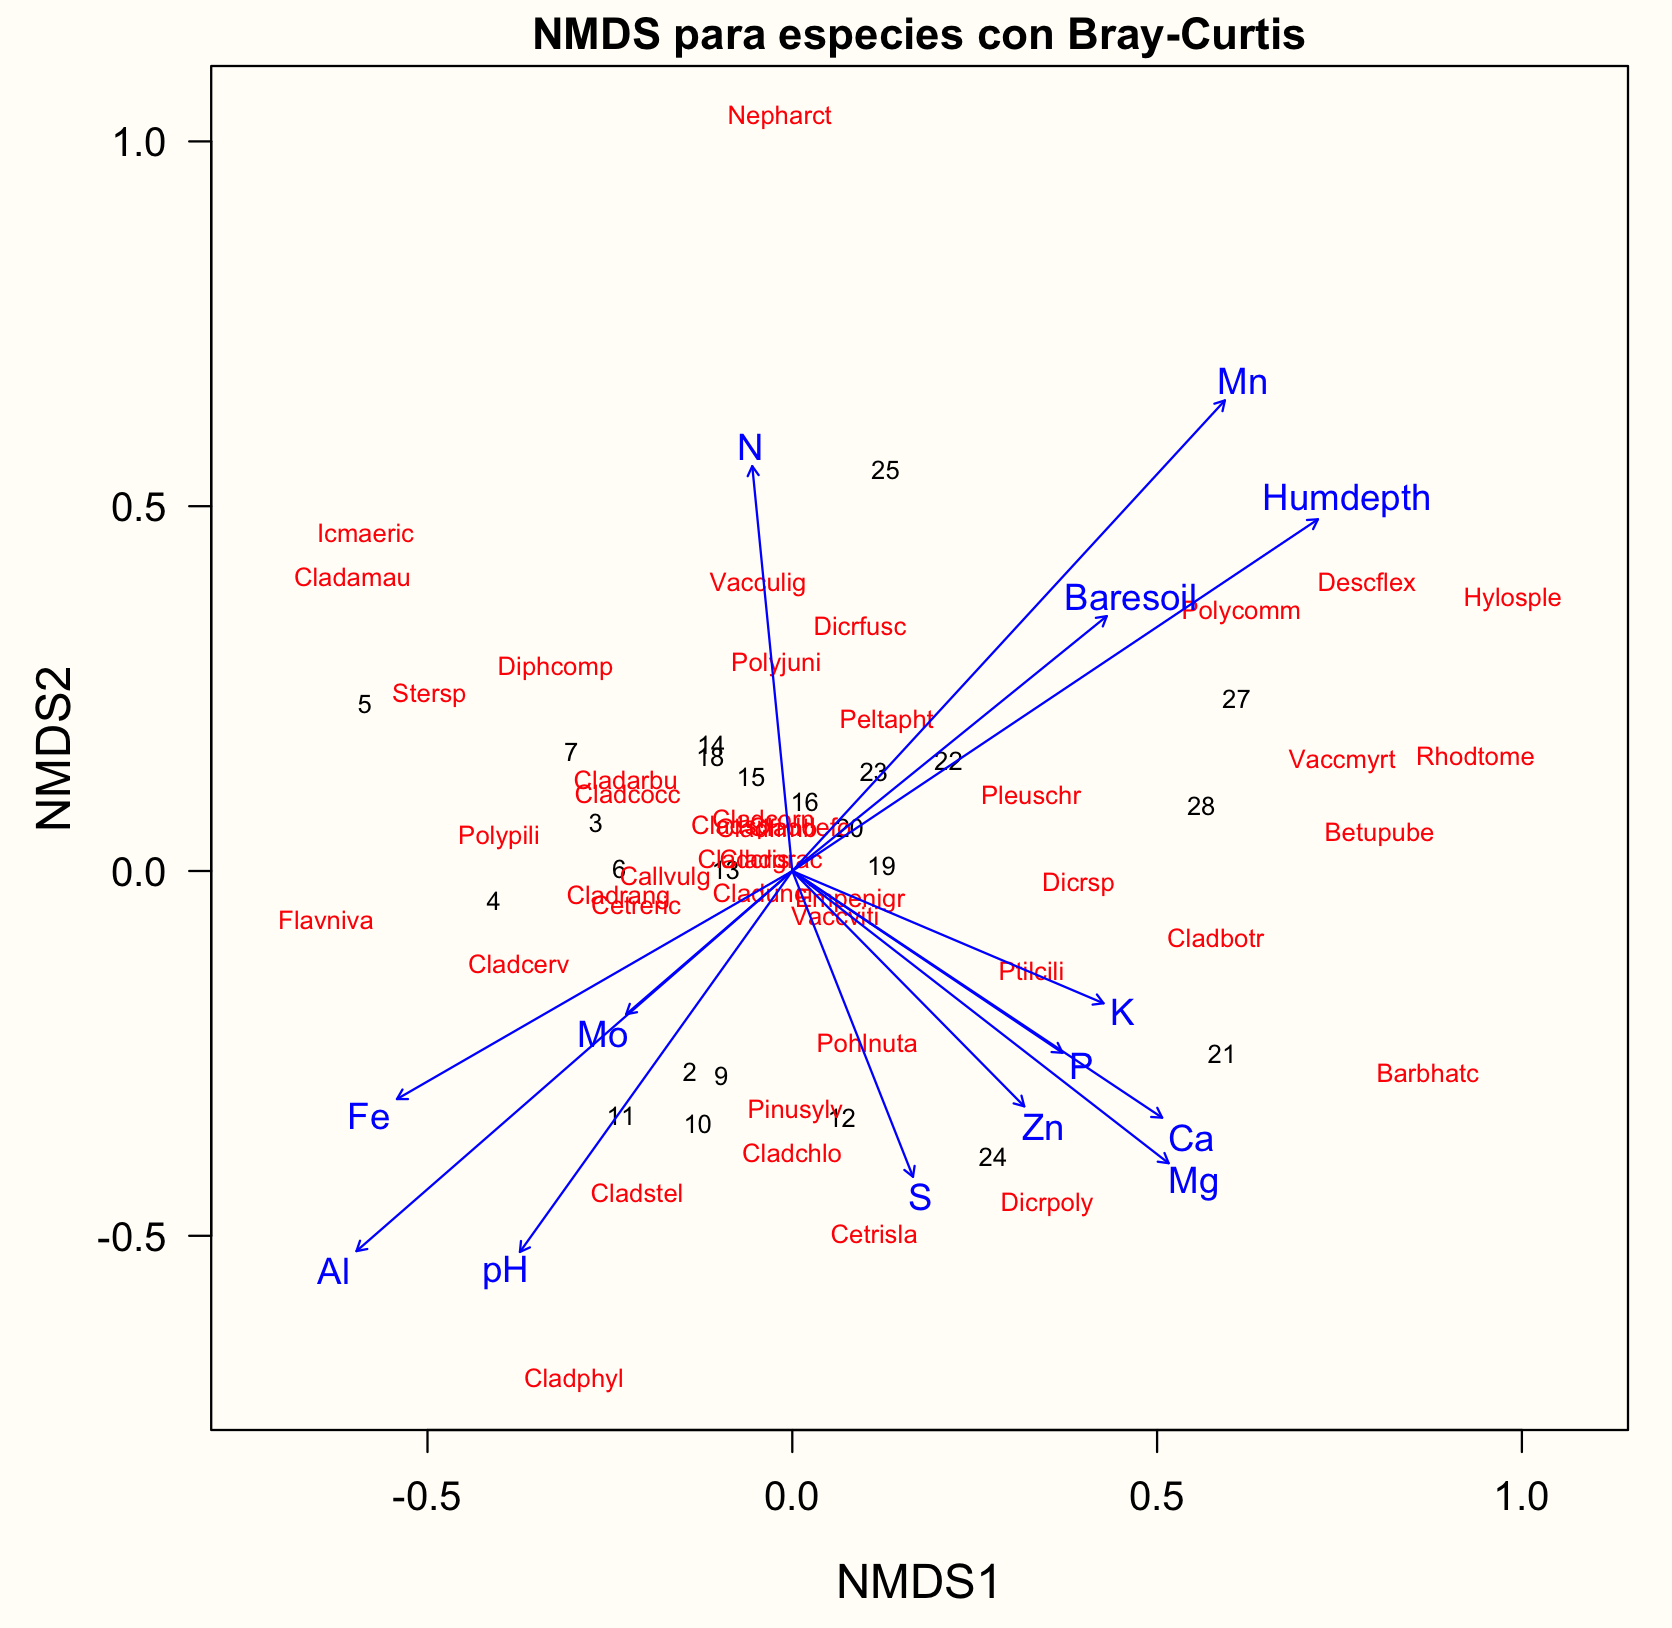 NMDS para especies con Bray-Curtis
Nepharct
1.0
Mn
N
25
Humdepth
0.5
Icmaeric
Cladamau
Vacculig
Descflex
Baresoil
Hylosple
Polycomm
Dicrfusc
Diphcomp
Polyjuni
Stersp
27
5
Peltapht
14
18
7
22
Vaccmyrt
Rhodtome
23
15
Cladarbu
Cladcocc
Pleuschr
16
28
Cladcorn
3
20
Polypili
Betupube
NMDS2
0.0
6
13
19
Callvulg
Dicrsp
Cladrang
Cetreric
Empenigr
4
Vaccviti
Flavniva
Cladbotr
Cladcerv
Ptilcili
K
Mo
Pohlnuta
21
P
2
9
Barbhatc
Fe
11
10
Pinusylv
12
Zn
Ca
Cladchlo
24
Mg
Cladstel
S
Dicrpoly
-0.5
Cetrisla
Al
pH
Cladphyl
-0.5
0.0
0.5
1.0
NMDS1